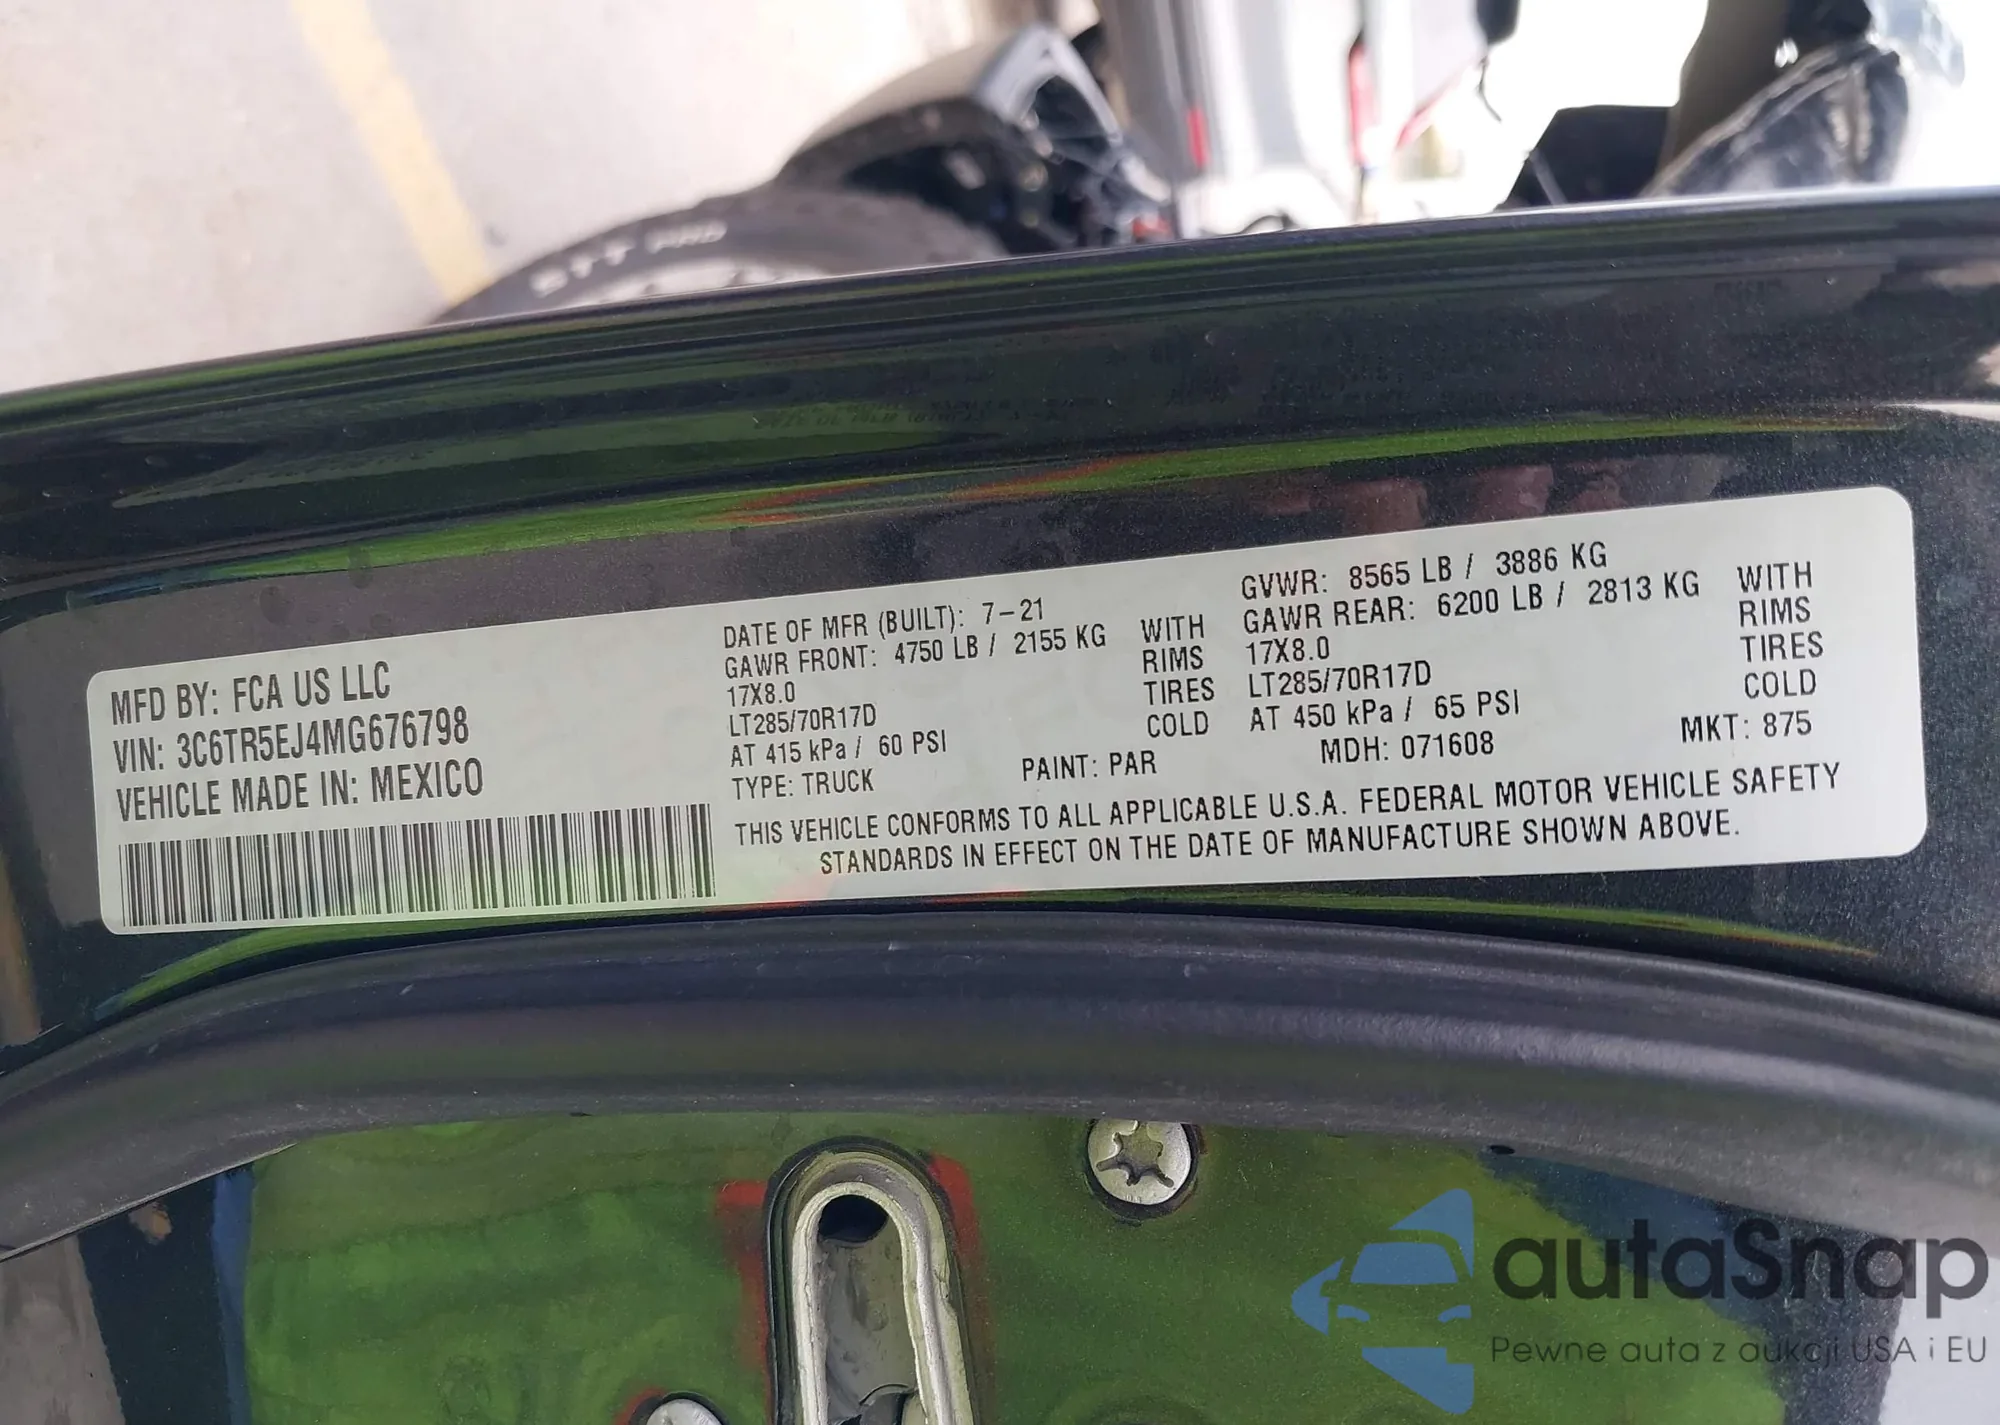 MFD BY: FCA US LLC
VIN: 3C6TR5EJ4MG676798
VEHICLE MADE IN: MEXICO
DATE OF MFR (BUILT): 7-21
GAWR FRONT: 4750 LB / 2155 KG WITH
17X8.0 RIMS
LT285/70R17D TIRES
AT 415 kPa / 60 PSI COLD
TYPE: TRUCK PAINT: PAR
GVWR: 8565 LB / 3886 KG
GAWR REAR: 6200 LB / 2813 KG WITH
17X8.0 RIMS
LT285/70R17D TIRES
AT 450 kPa / 65 PSI COLD
MDH: 071608 MKT: 875
THIS VEHICLE CONFORMS TO ALL APPLICABLE U.S.A. FEDERAL MOTOR VEHICLE SAFETY
STANDARDS IN EFFECT ON THE DATE OF MANUFACTURE SHOWN ABOVE.
autaSnap
Pewne auta z aukcji USA i EU